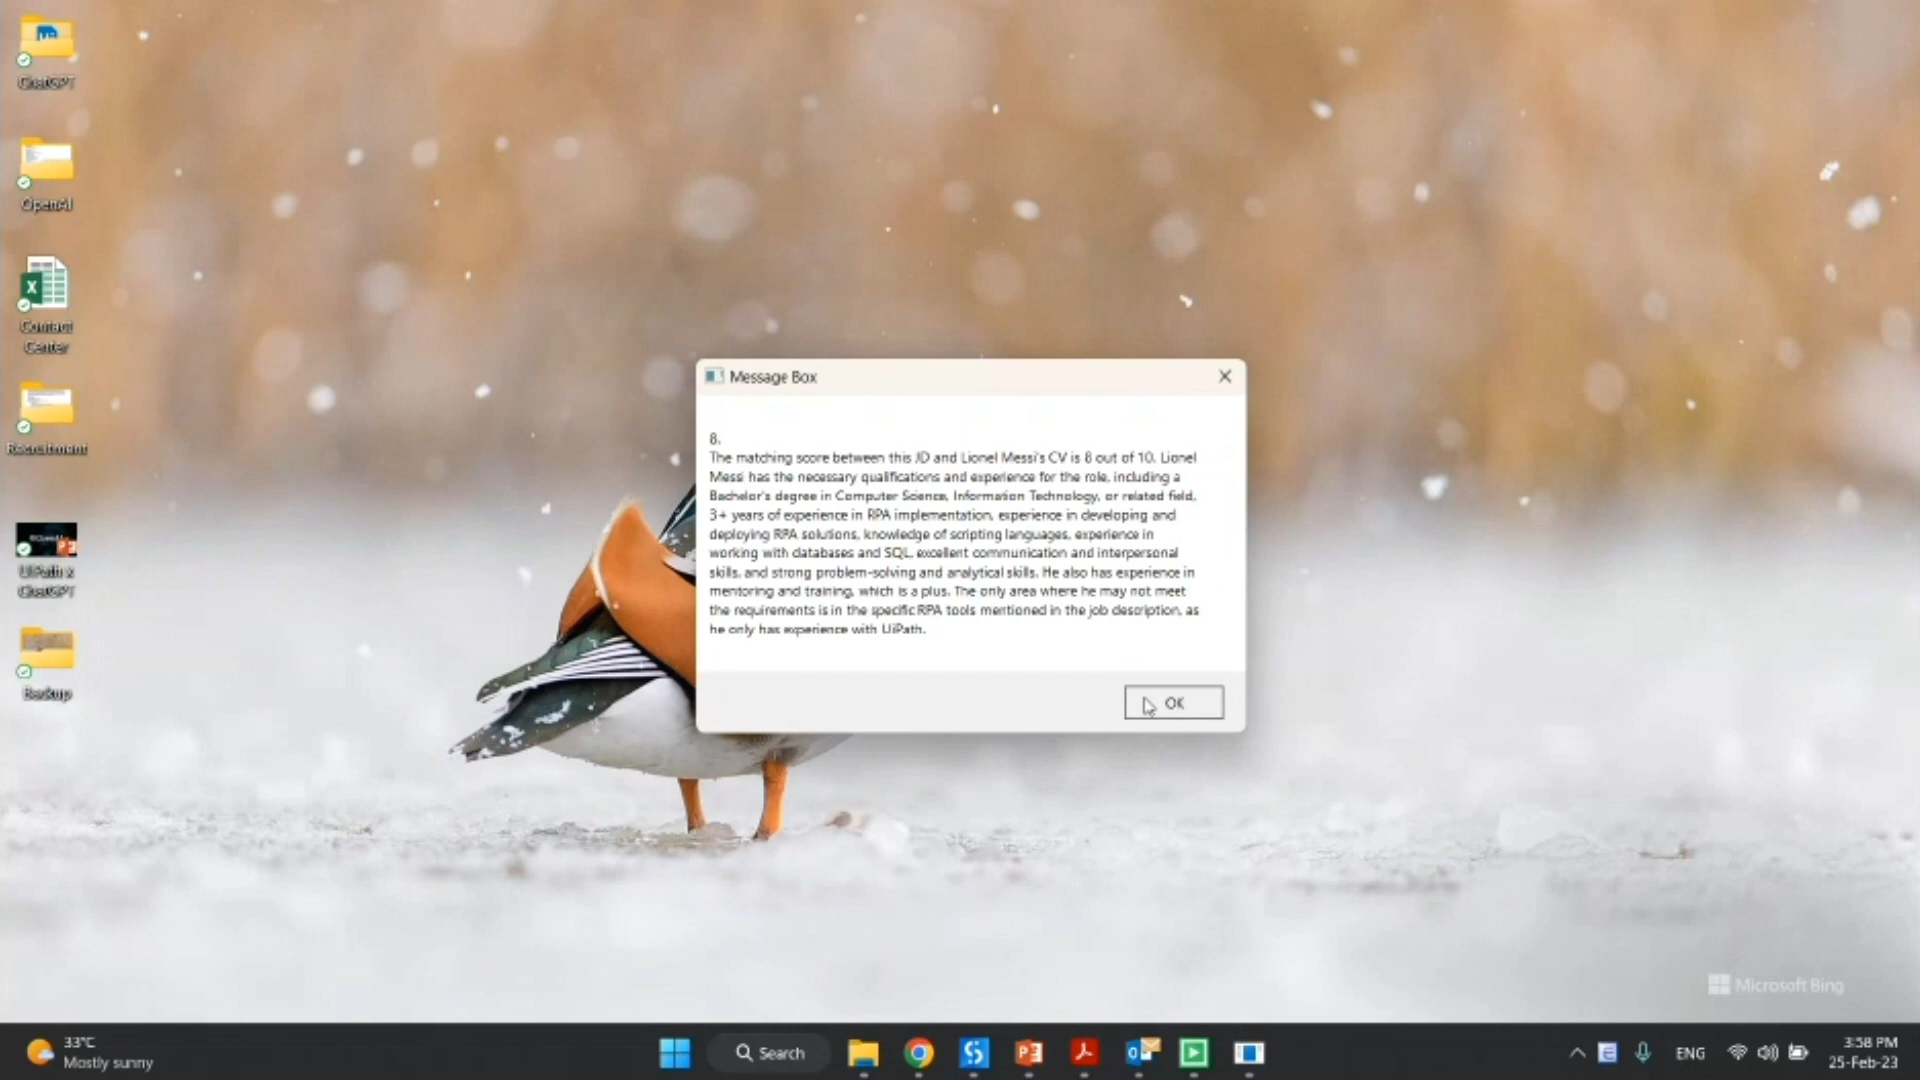 ChatGPT
OpenAI
Contact
Center
Recruitment
UiPath x
ChatGPT
Backup
Message Box
8.
The matching score between this JD and Lionel Messi's CV is 8 out of 10. Lionel
Messi has the necessary qualifications and experience for the role, including a
Bachelor's degree in Computer Science, Information Technology, or related field,
3+ years of experience in RPA implementation, experience in developing and
deploying RPA solutions, knowledge of scripting languages, experience in
working with databases and SQL, excellent communication and interpersonal
skills, and strong problem-solving and analytical skills. He also has experience in
mentoring and training, which is a plus. The only area where he may not meet
the requirements is in the specific RPA tools mentioned in the job description, as
he only has experience with UiPath.
OK
Microsoft Bing
33°C
Mostly sunny
Search
ENG
3:58 PM
25-Feb-23